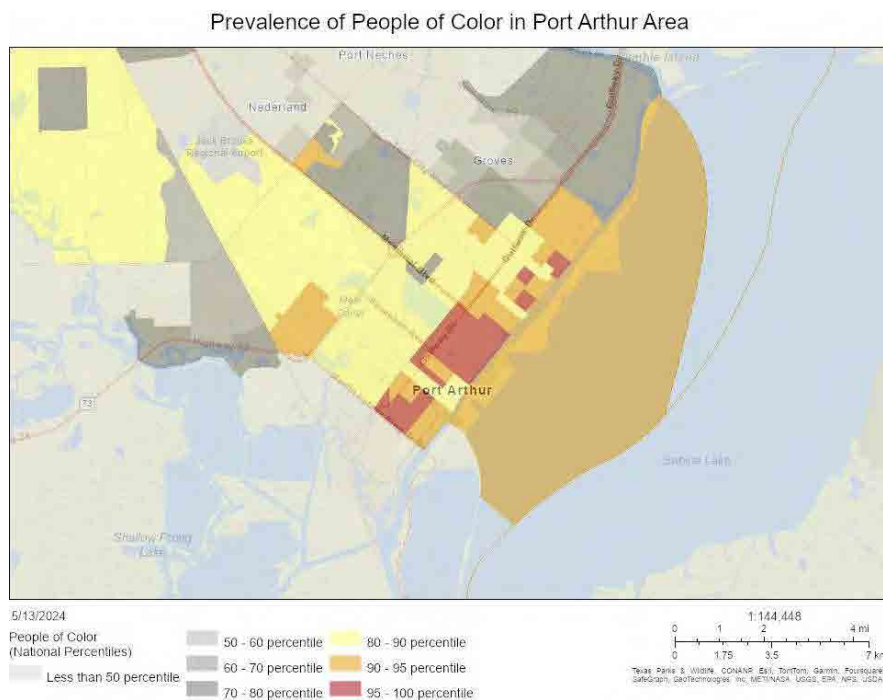 Prevalence of People of Color in Port Arthur Area
Port Neches
Nederland
Jack Brooks
Regional Airport
Groves
Port Arthur
73
Sabine Lake
Shallow Prong
Lake
5/13/2024
People of Color
(National Percentiles)
Less than 50 percentile
50 - 60 percentile
60 - 70 percentile
70 - 80 percentile
80 - 90 percentile
90 - 95 percentile
95 - 100 percentile
1:144,448
0 1 2 4 mi
0 1.75 3.5 7 km
Texas Parks & Wildlife, CONANP, Esri, TomTom, Garmin, Foursquare,
SafeGraph, GeoTechnologies, Inc, METI/NASA, USGS, EPA, NPS, USDA